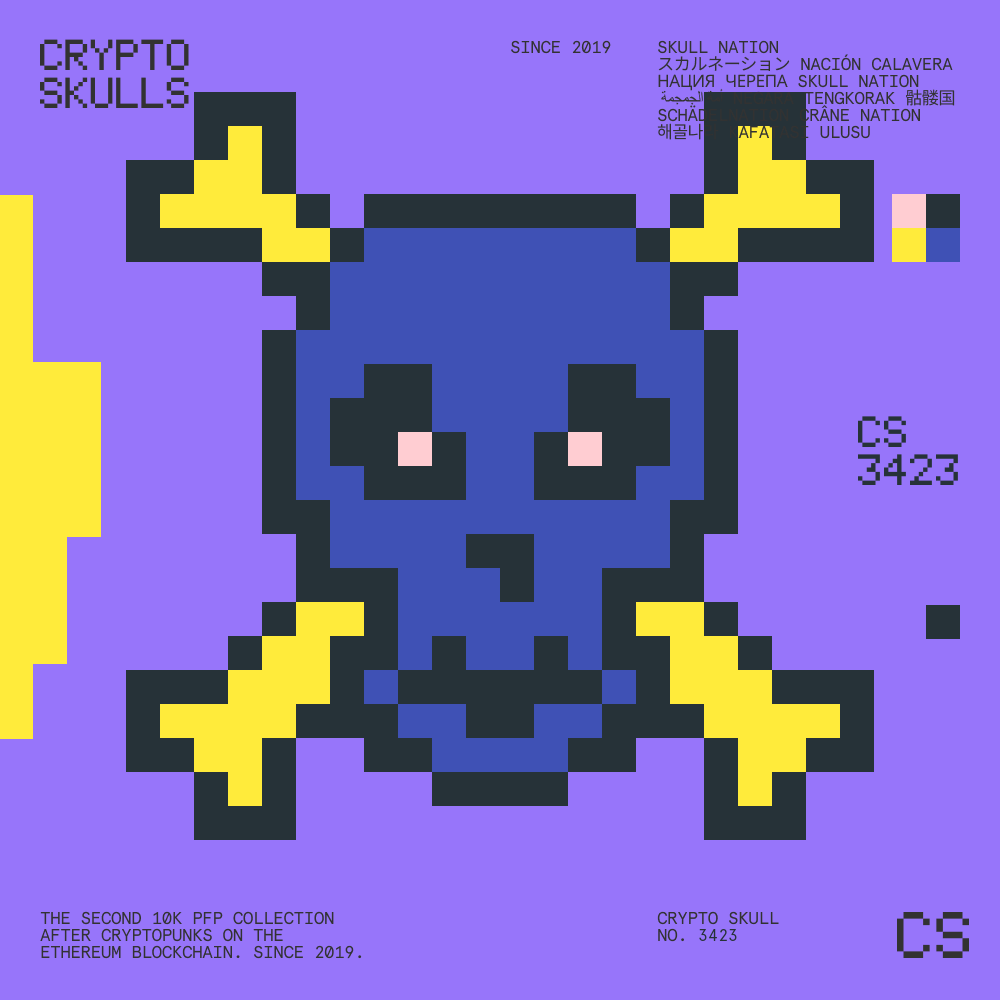 CRYPTO
SKULLS
SINCE 2019
SKULL NATION
スカルネーション NACIÓN CALAVERA
НАЦИЯ ЧЕРЕПА SKULL NATION
TENGKORAK 骷髅国
CRÂNE NATION
해골나 ULUSU
CS
3423
THE SECOND 10K PFP COLLECTION
AFTER CRYPTOPUNKS ON THE
ETHEREUM BLOCKCHAIN. SINCE 2019.
CRYPTO SKULL
NO. 3423
CS